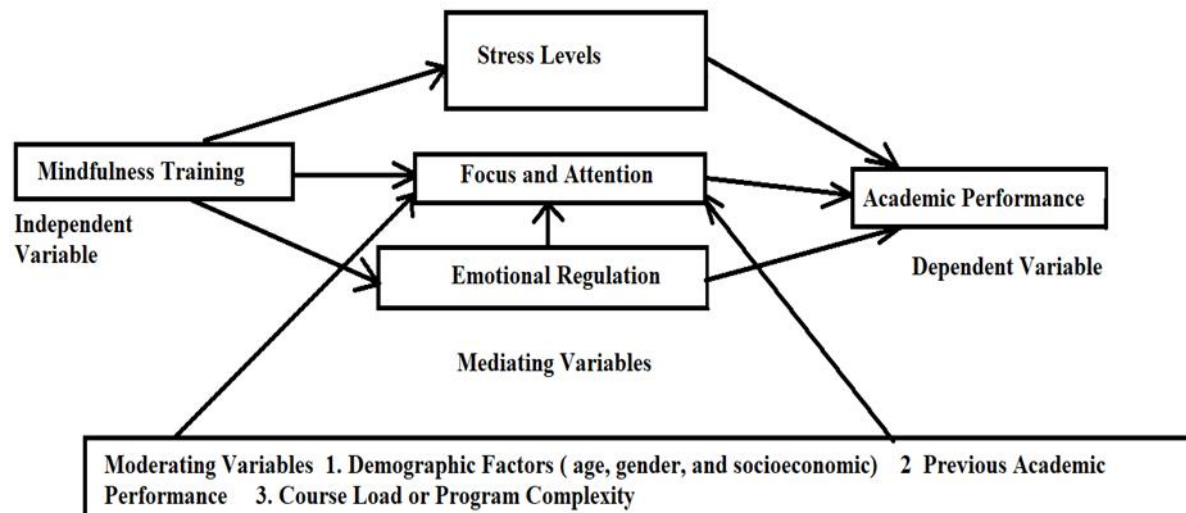 Stress Levels
Mindfulness Training
Focus and Attention
Academic Performance
Independent
Variable
Emotional Regulation
Dependent Variable
Mediating Variables
Moderating Variables 1. Demographic Factors ( age, gender, and socioeconomic) 2 Previous Academic
Performance 3. Course Load or Program Complexity